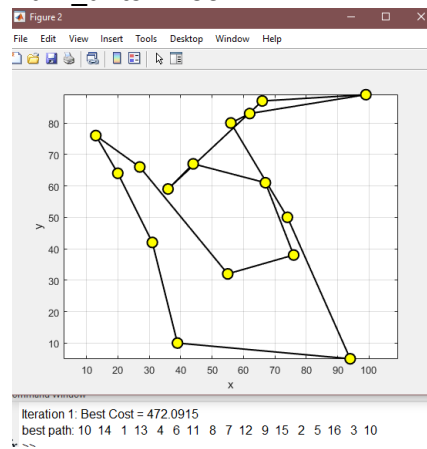 Figure 2
File Edit View Insert Tools Desktop Window Help
80
70
60
50
40
30
20
10
y
10 20 30 40 50 60 70 80 90 100
x
Iteration 1: Best Cost = 472.0915
best path: 10 14 1 13 4 6 11 8 7 12 9 15 2 5 16 3 10
>>